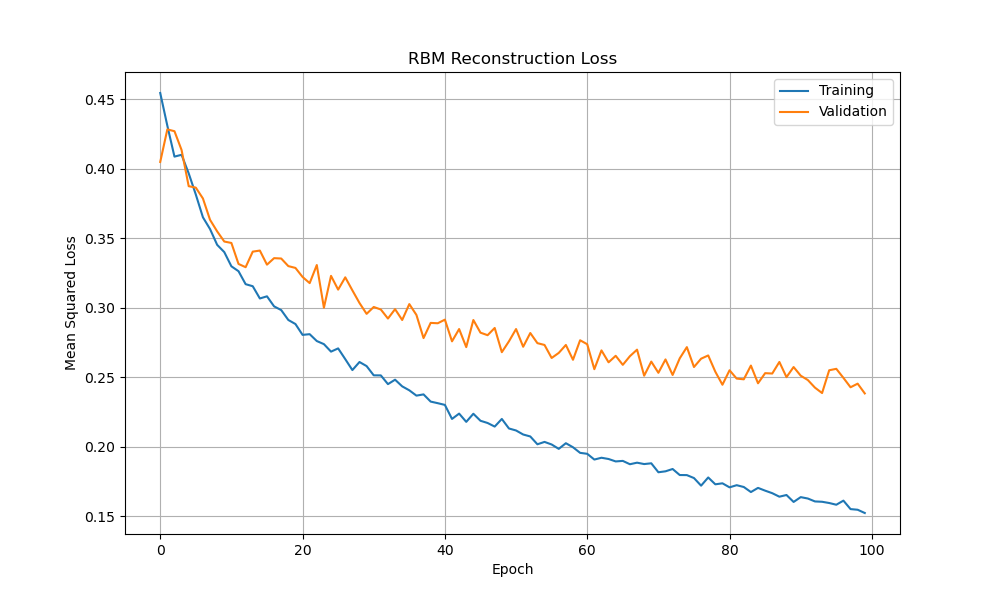 RBM Reconstruction Loss
Training
Validation
Mean Squared Loss
0.45
0.40
0.35
0.30
0.25
0.20
0.15
0
20
40
60
80
100
Epoch